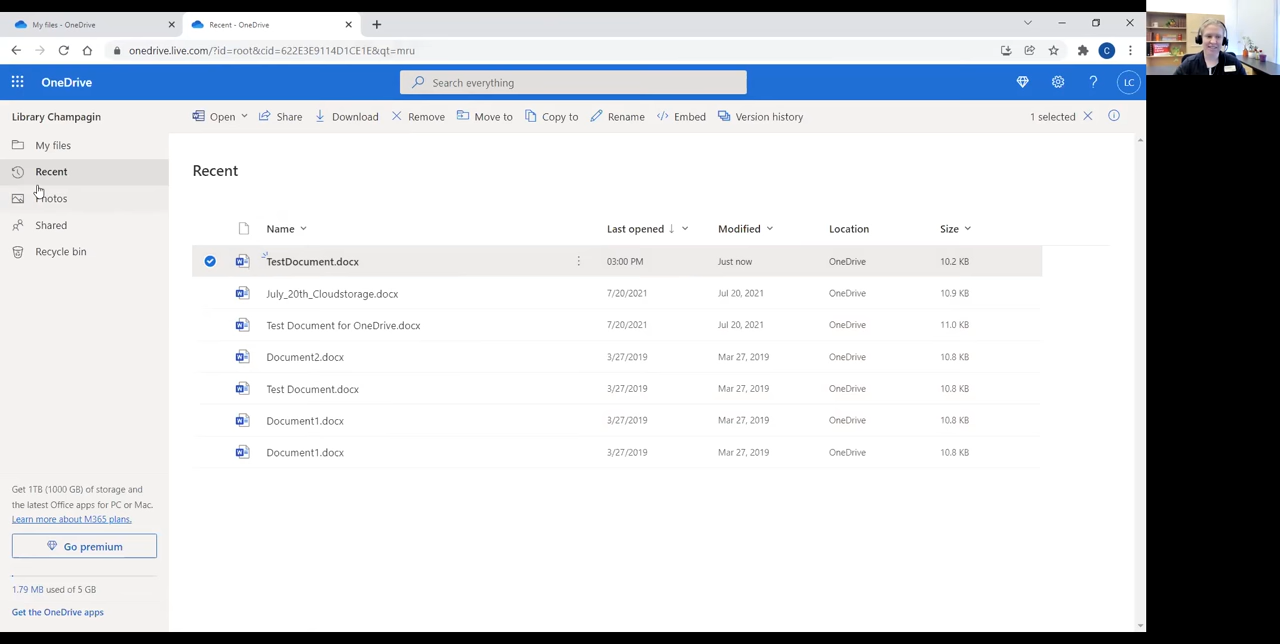 My files - OneDrive
Recent - OneDrive
onedrive.live.com/?id=root&cid=622E3E9114D1CE1E&qt=mru
C
OneDrive
Search everything
LC
Library Champagin
Open
Share
Download
Remove
Move to
Copy to
Rename
Embed
Version history
1 selected
My files
Recent
Photos
Shared
Recycle bin
Recent
Name Last opened Modified Location Size
TestDocument.docx 03:00 PM Just now OneDrive 10.2 KB
July_20th_Cloudstorage.docx 7/20/2021 Jul 20, 2021 OneDrive 10.9 KB
Test Document for OneDrive.docx 7/20/2021 Jul 20, 2021 OneDrive 11.0 KB
Document2.docx 3/27/2019 Mar 27, 2019 OneDrive 10.8 KB
Test Document.docx 3/27/2019 Mar 27, 2019 OneDrive 10.8 KB
Document1.docx 3/27/2019 Mar 27, 2019 OneDrive 10.8 KB
Document1.docx 3/27/2019 Mar 27, 2019 OneDrive 10.8 KB
Get 1TB (1000 GB) of storage and
the latest Office apps for PC or Mac.
Learn more about M365 plans.
Go premium
1.79 MB used of 5 GB
Get the OneDrive apps